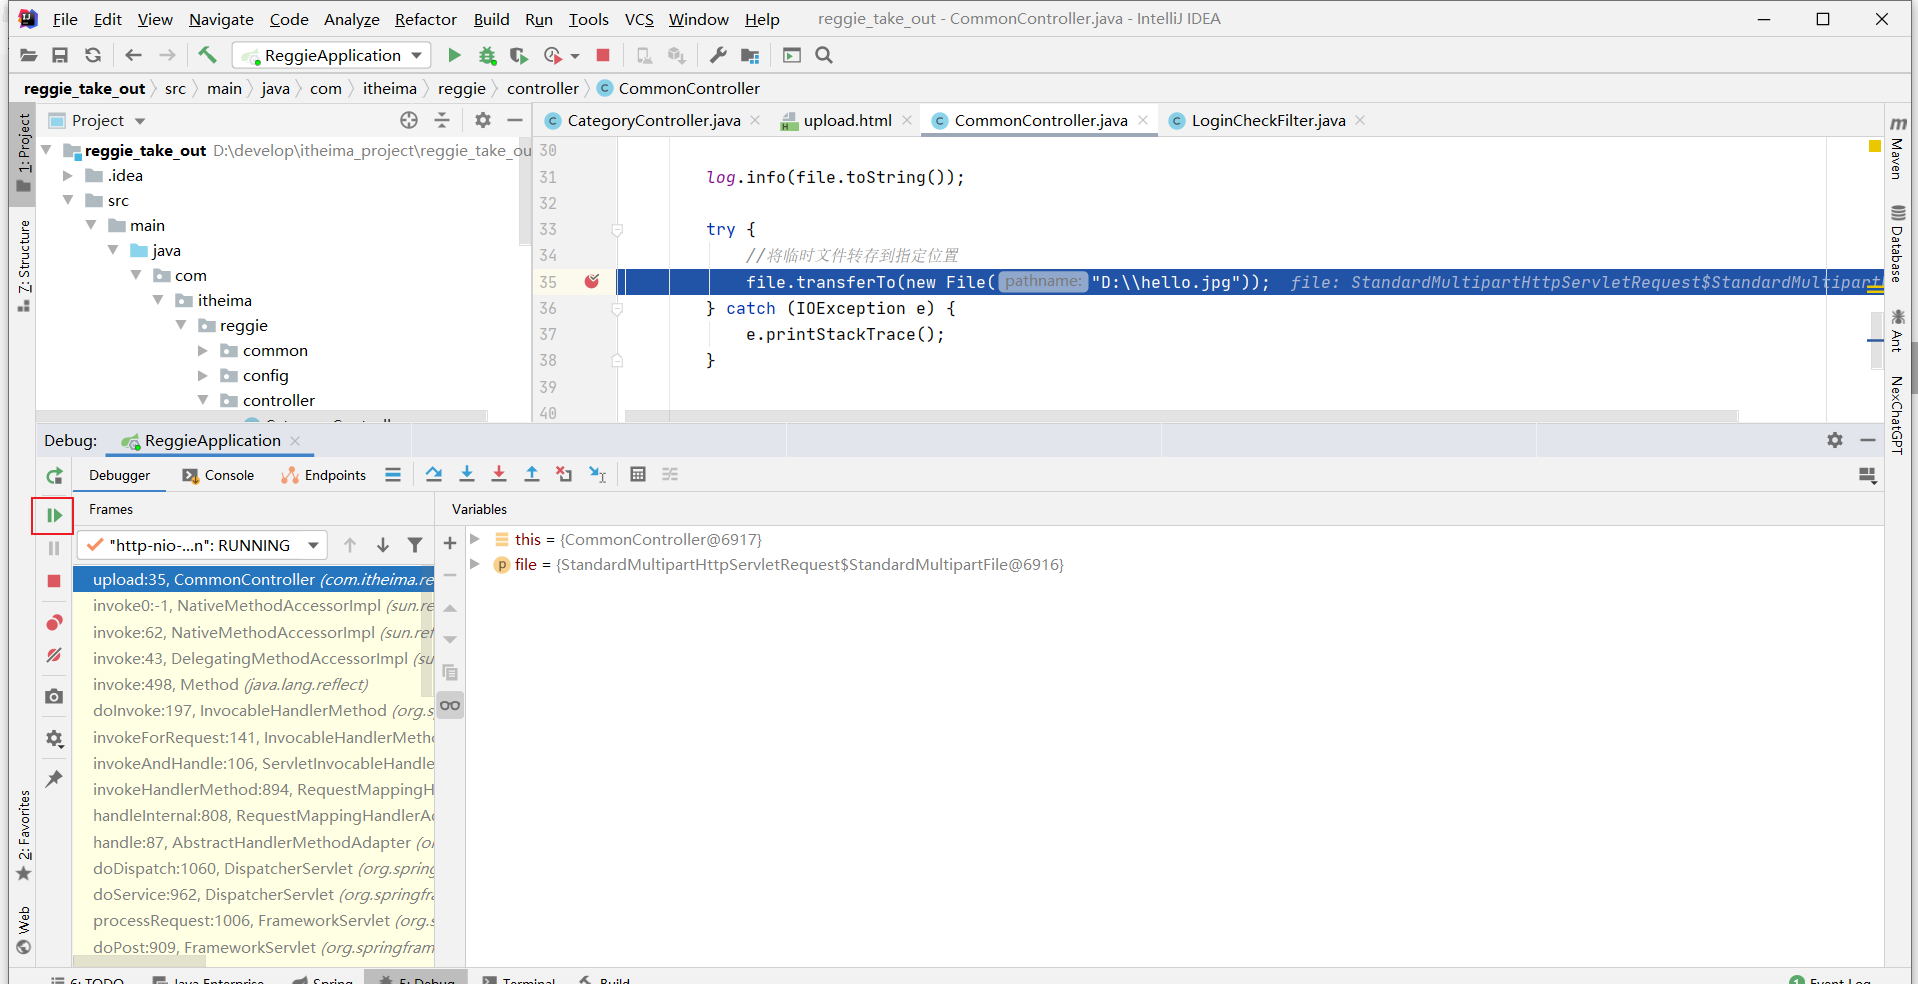 File Edit View Navigate Code Analyze Refactor Build Run Tools VCS Window Help reggie_take_out - CommonController.java - IntelliJ IDEA
ReggieApplication
reggie_take_out src main java com itheima reggie controller CommonController
1: Project
Z: Structure
2: Favorites
Web
Project
reggie_take_out D:\develop\itheima_project\reggie_take_ou
.idea
src
main
java
com
itheima
reggie
common
config
controller
CategoryController.java upload.html CommonController.java LoginCheckFilter.java
30
31 log.info(file.toString());
32
33 try {
34 //将临时文件转存到指定位置
35 file.transferTo(new File( pathname: "D:\\hello.jpg")); file: StandardMultipartHttpServletRequest$StandardMultipartF
36 } catch (IOException e) {
37 e.printStackTrace();
38 }
39
40
Maven
Database
Ant
NexChatGPT
Debug: ReggieApplication
Debugger Console Endpoints
Frames
"http-nio-...n": RUNNING
upload:35, CommonController (com.itheima.re
invoke0:-1, NativeMethodAccessorImpl (sun.re
invoke:62, NativeMethodAccessorImpl (sun.ref
invoke:43, DelegatingMethodAccessorImpl (su
invoke:498, Method (java.lang.reflect)
doInvoke:197, InvocableHandlerMethod (org.sp
invokeForRequest:141, InvocableHandlerMetho
invokeAndHandle:106, ServletInvocableHandle
invokeHandlerMethod:894, RequestMappingH
handleInternal:808, RequestMappingHandlerAd
handle:87, AbstractHandlerMethodAdapter (or
doDispatch:1060, DispatcherServlet (org.spring
doService:962, DispatcherServlet (org.springfra
processRequest:1006, FrameworkServlet (org.s
doPost:909, FrameworkServlet (org.springfram
Variables
this = {CommonController@6917}
file = {StandardMultipartHttpServletRequest$StandardMultipartFile@6916}
6: TODO Java Enterprise Spring 5: Debug Terminal Build 1 Event Log